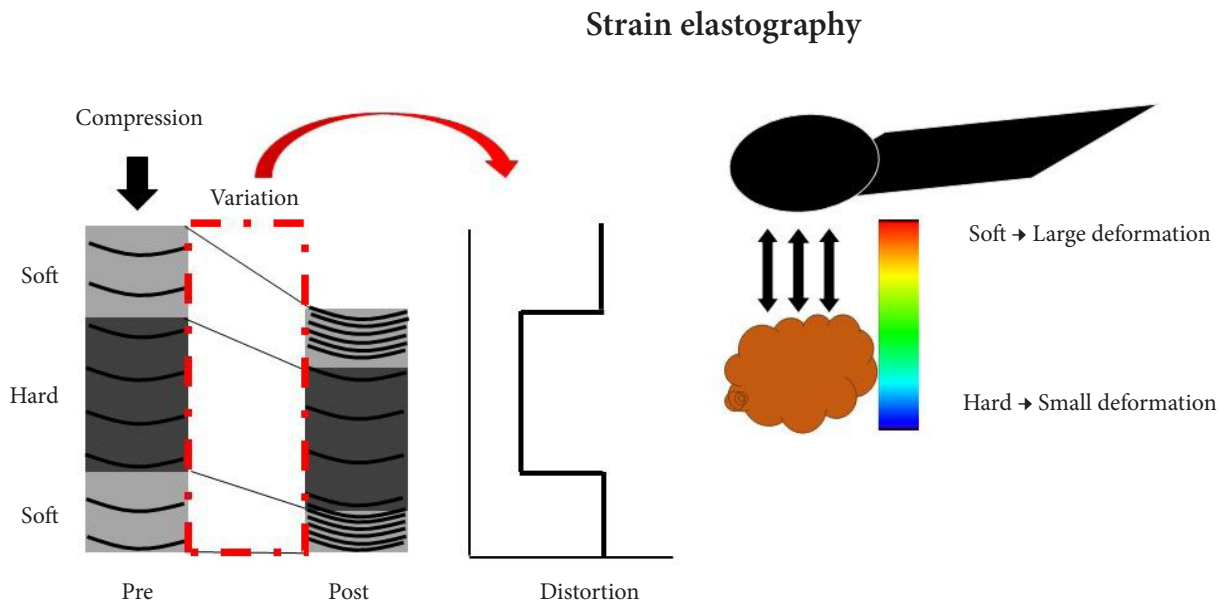 Strain elastography
Compression
Variation
Soft
Hard
Soft
Pre
Post
Distortion
Soft → Large deformation
Hard → Small deformation